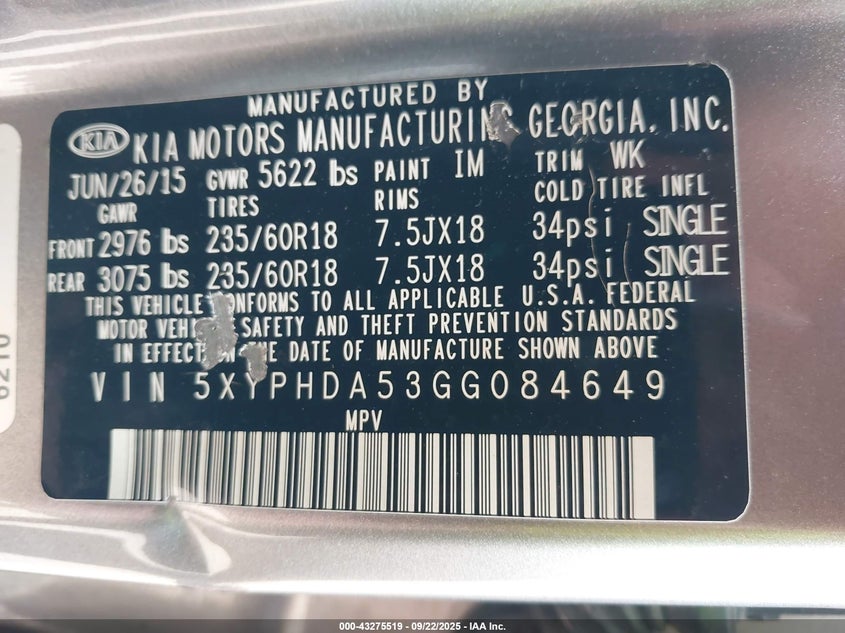 MANUFACTURED BY
KIA KIA MOTORS MANUFACTURING GEORGIA, INC.
JUN/26/15 GVWR 5622 lbs PAINT IM TRIM WK
GAWR TIRES RIMS COLD TIRE INFL
FRONT 2976 lbs 235/60R18 7.5JX18 34psi SINGLE
REAR 3075 lbs 235/60R18 7.5JX18 34psi SINGLE
THIS VEHICLE CONFORMS TO ALL APPLICABLE U.S.A. FEDERAL
MOTOR VEHICLE SAFETY AND THEFT PREVENTION STANDARDS
IN EFFECT ON THE DATE OF MANUFACTURE SHOWN ABOVE
VIN 5XYPHDA53GG084649
MPV
000-43275519 - 09/22/2025 - IAA Inc.